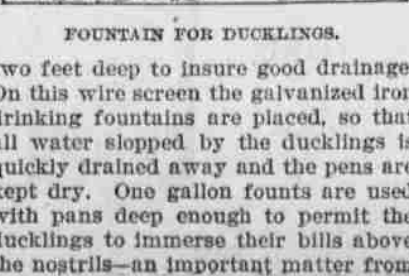 FOUNTAIN FOR DUCKLINGS.
two feet deep to insure good drainage
On this wire screen the galvanized iron
drinking fountains are placed, so that
all water slopped by the ducklings is
quickly drained away and the pens are
kept dry. One gallon founts are used
with pans deep enough to permit the
ducklings to immerse their bills above
the nostrils—an important matter from